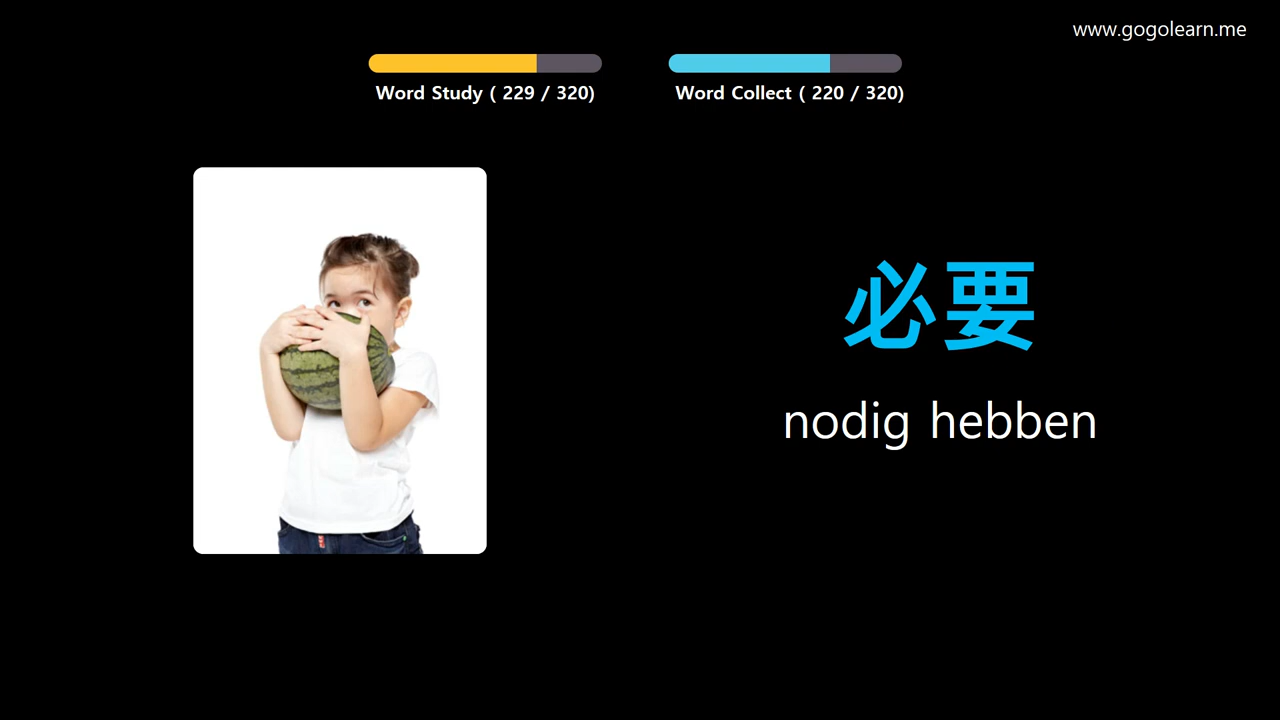 www.gogolearn.me
Word Study ( 229 / 320)
Word Collect ( 220 / 320)
必要
nodig hebben